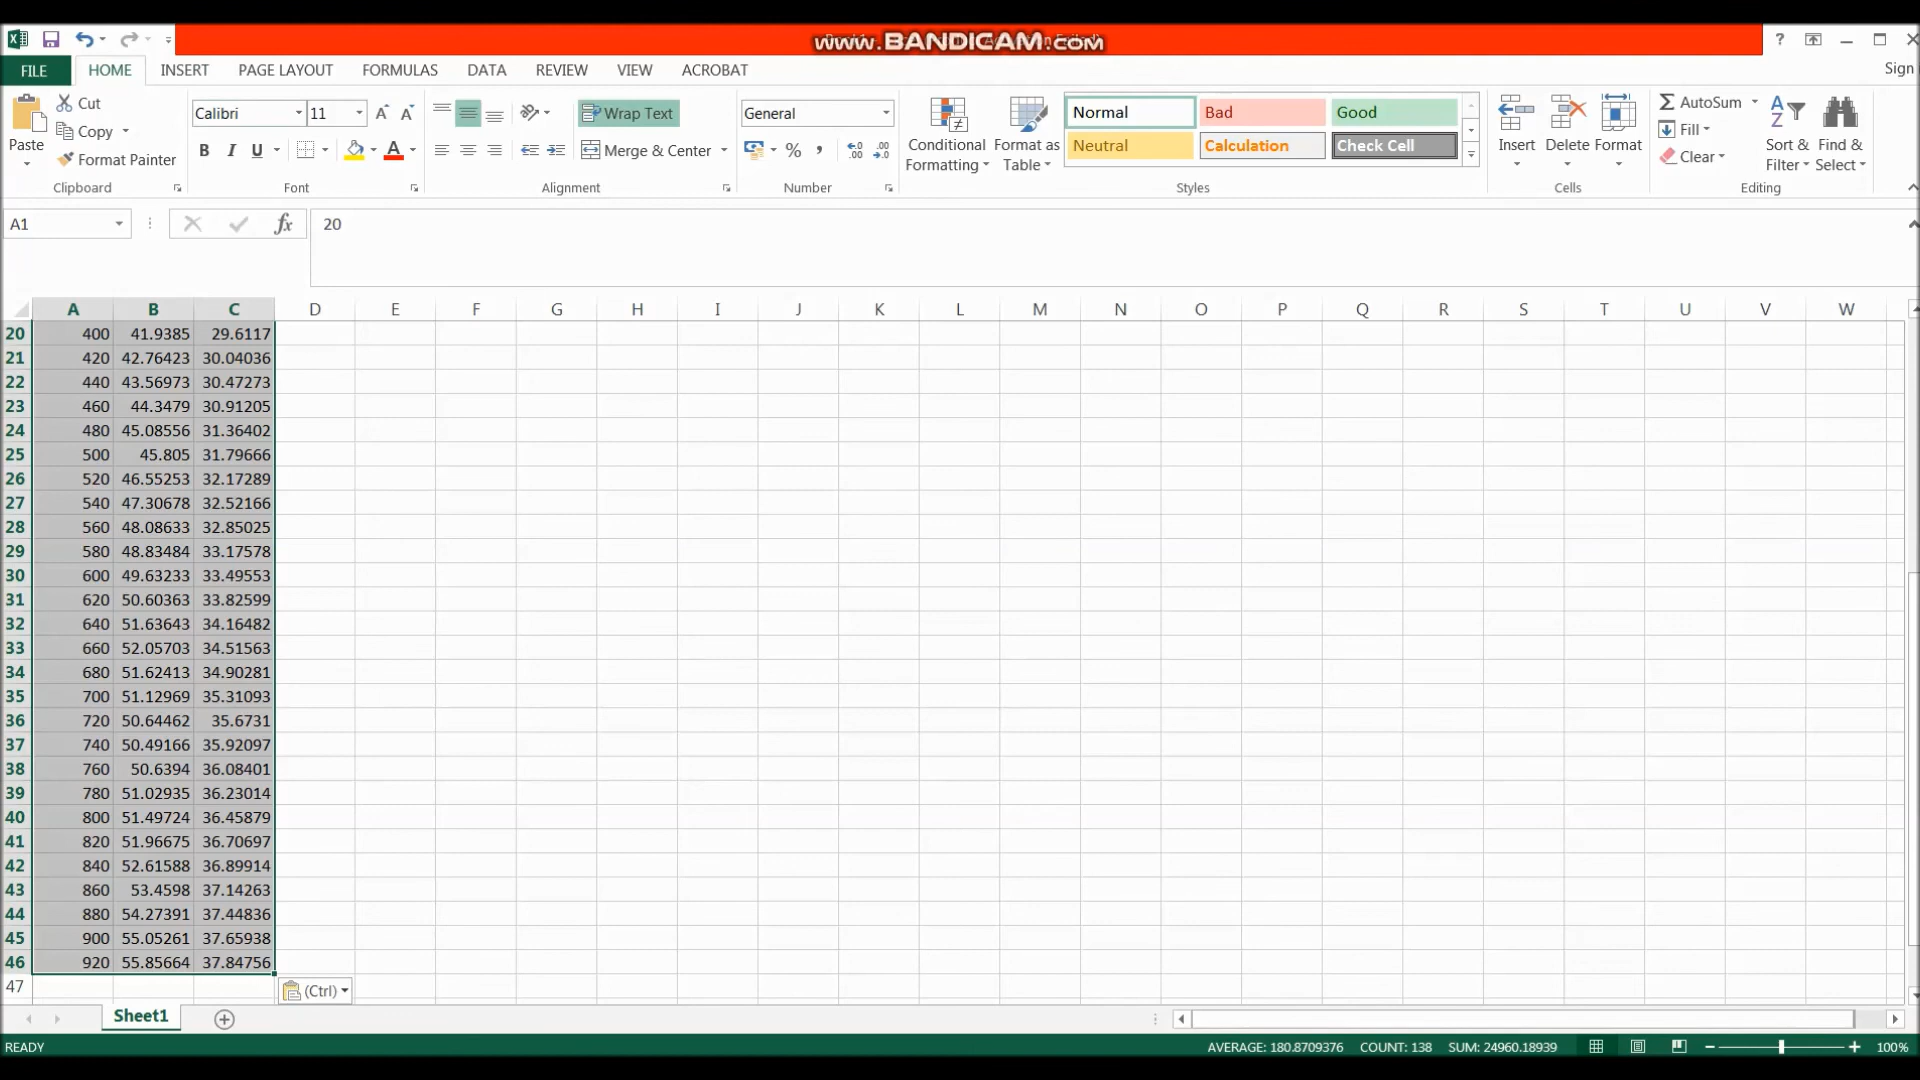 www.BANDICAM.com
FILE HOME INSERT PAGE LAYOUT FORMULAS DATA REVIEW VIEW ACROBAT Sign
Paste Cut Copy Format Painter Clipboard
Calibri 11 B I U Font
Wrap Text Merge & Center Alignment
General % , Number
Conditional Formatting Format as Table Normal Bad Good Neutral Calculation Check Cell Styles
Insert Delete Format Cells
AutoSum Fill Clear Sort & Filter Find & Select Editing
A1 fx 20
A B C D E F G H I J K L M N O P Q R S T U V W
20 400 41.9385 29.6117
21 420 42.76423 30.04036
22 440 43.56973 30.47273
23 460 44.3479 30.91205
24 480 45.08556 31.36402
25 500 45.805 31.79666
26 520 46.55253 32.17289
27 540 47.30678 32.52166
28 560 48.08633 32.85025
29 580 48.83484 33.17578
30 600 49.63233 33.49553
31 620 50.60363 33.82599
32 640 51.63643 34.16482
33 660 52.05703 34.51563
34 680 51.62413 34.90281
35 700 51.12969 35.31093
36 720 50.64462 35.6731
37 740 50.49166 35.92097
38 760 50.6394 36.08401
39 780 51.02935 36.23014
40 800 51.49724 36.45879
41 820 51.96675 36.70697
42 840 52.61588 36.89914
43 860 53.4598 37.14263
44 880 54.27391 37.44836
45 900 55.05261 37.65938
46 920 55.85664 37.84756
47
(Ctrl)
Sheet1
READY AVERAGE: 180.8709376 COUNT: 138 SUM: 24960.18939 100%